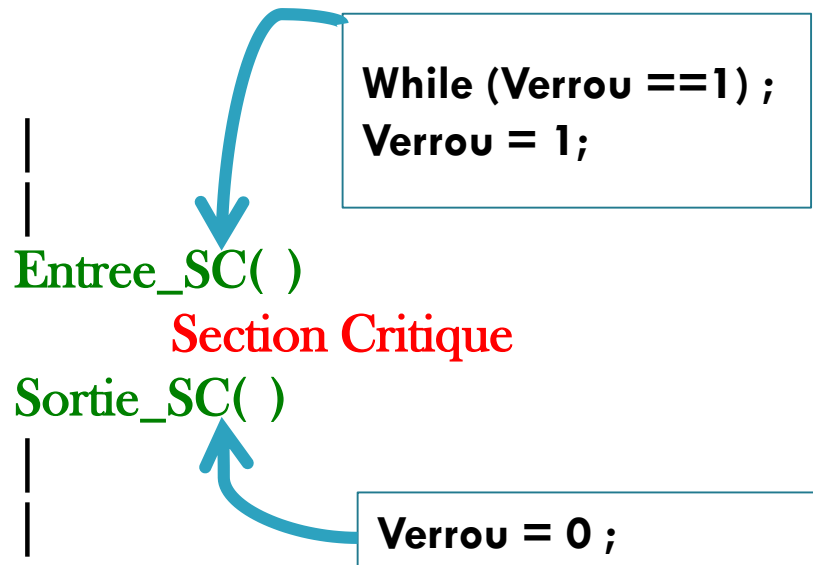 While (Verrou ==1) ;
Verrou = 1;
Entree_SC( )
Section Critique
Sortie_SC( )
Verrou = 0 ;